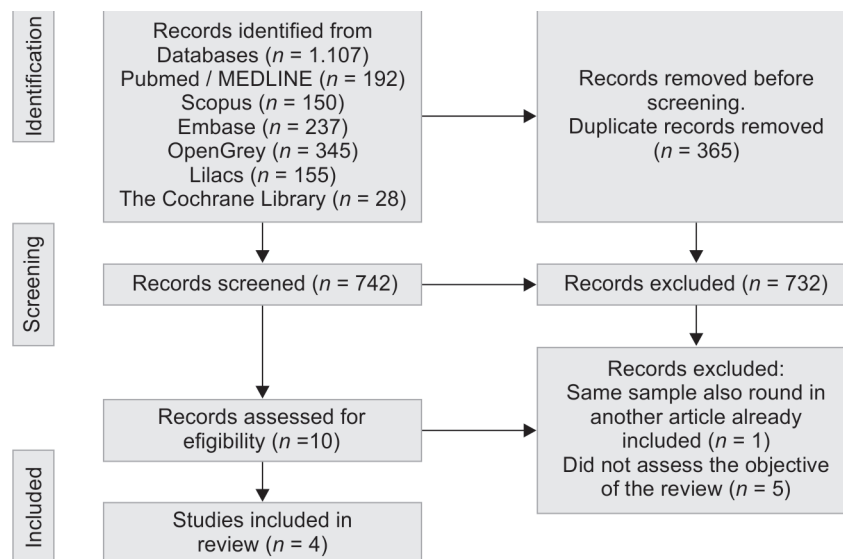 Identification
Records identified from
Databases (n = 1.107)
Pubmed / MEDLINE (n = 192)
Scopus (n = 150)
Embase (n = 237)
OpenGrey (n = 345)
Lilacs (n = 155)
The Cochrane Library (n = 28)
Records removed before
screening.
Duplicate records removed
(n = 365)
Screening
Records screened (n = 742)
Records excluded (n = 732)
Records assessed for
efigibility (n =10)
Records excluded:
Same sample also round in
another article already
included (n = 1)
Did not assess the objective
of the review (n = 5)
Included
Studies included in
review (n = 4)